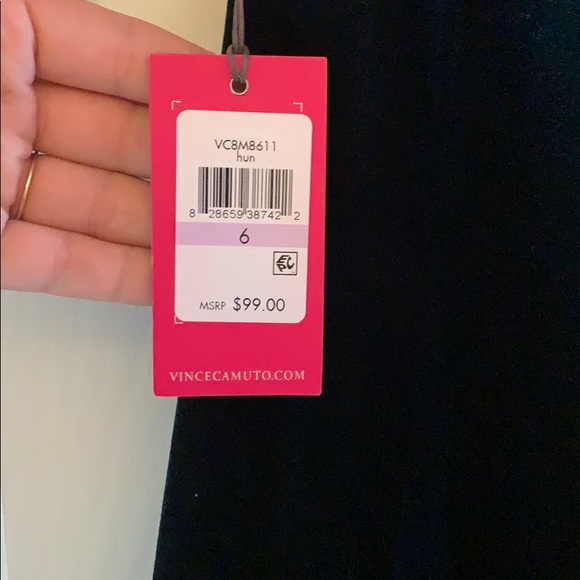 VC8M8611
hun
8 28659 38742 2
6
MSRP $99.00
VINCECAMUTO.COM